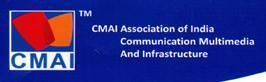 TM
CMAI Association of India
Communication Multimedia
And Infrastructure
CMAI